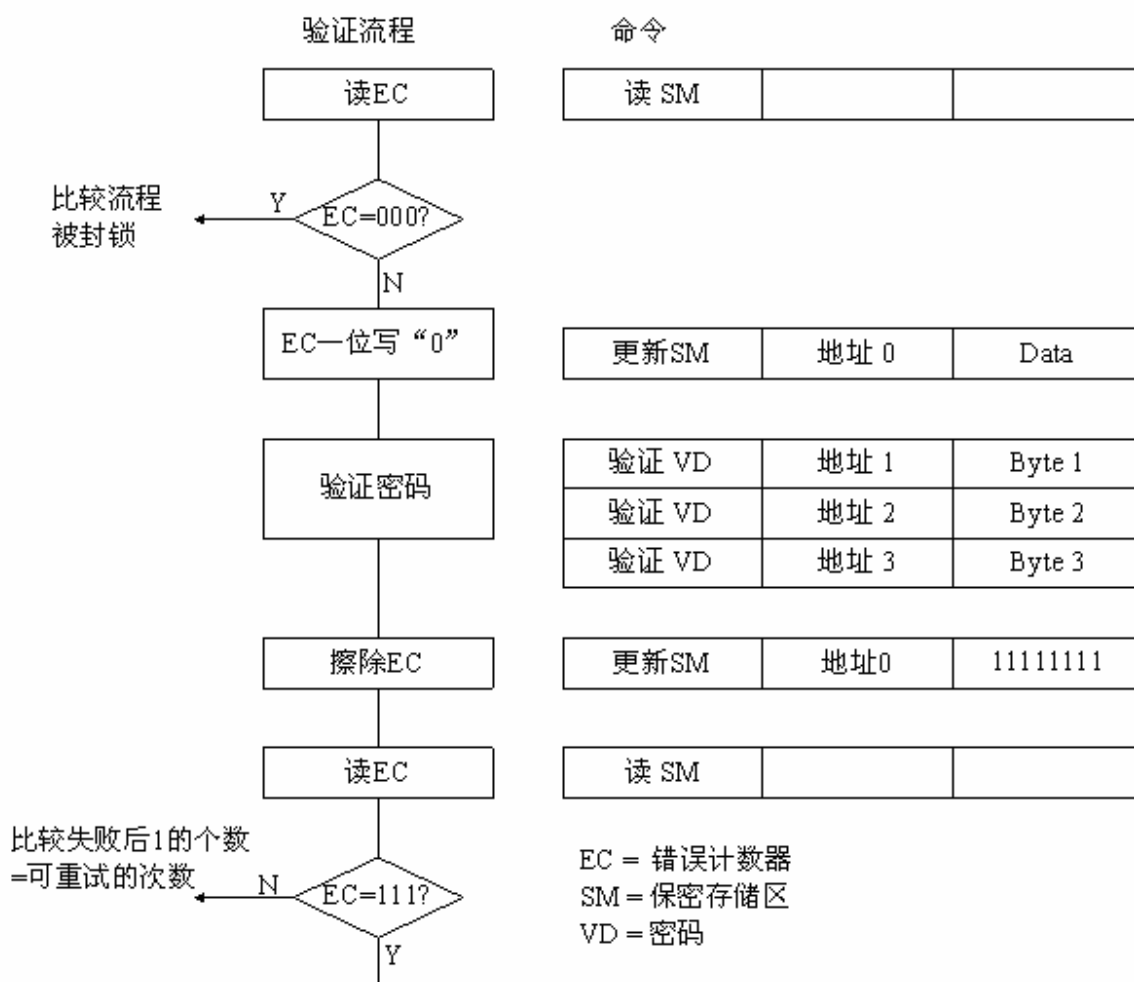 验证流程 命令
读EC 读 SM
比较流程
被封锁
Y
EC=000?
N
EC一位写“0”
更新SM 地址 0 Data
验证密码
验证 VD 地址 1 Byte 1
验证 VD 地址 2 Byte 2
验证 VD 地址 3 Byte 3
擦除EC 更新SM 地址0 11111111
读EC 读 SM
比较失败后1的个数
=可重试的次数
N
EC=111?
Y
EC = 错误计数器
SM = 保密存储区
VD = 密码